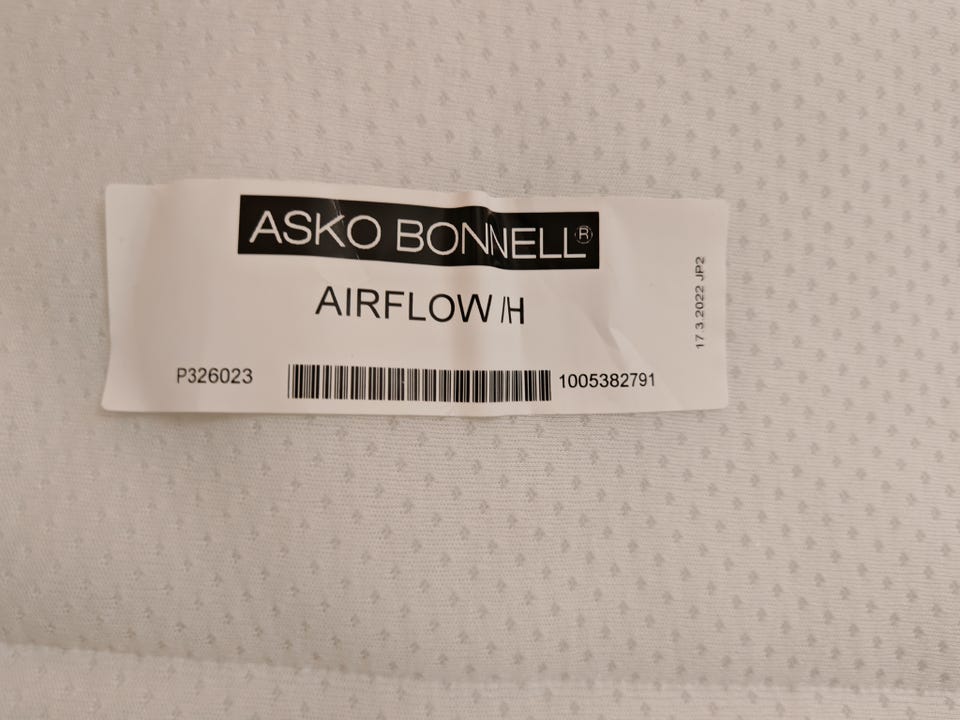 ASKO BONNELL®
AIRFLOW /H
P326023 1005382791
17.3.2022 JP2